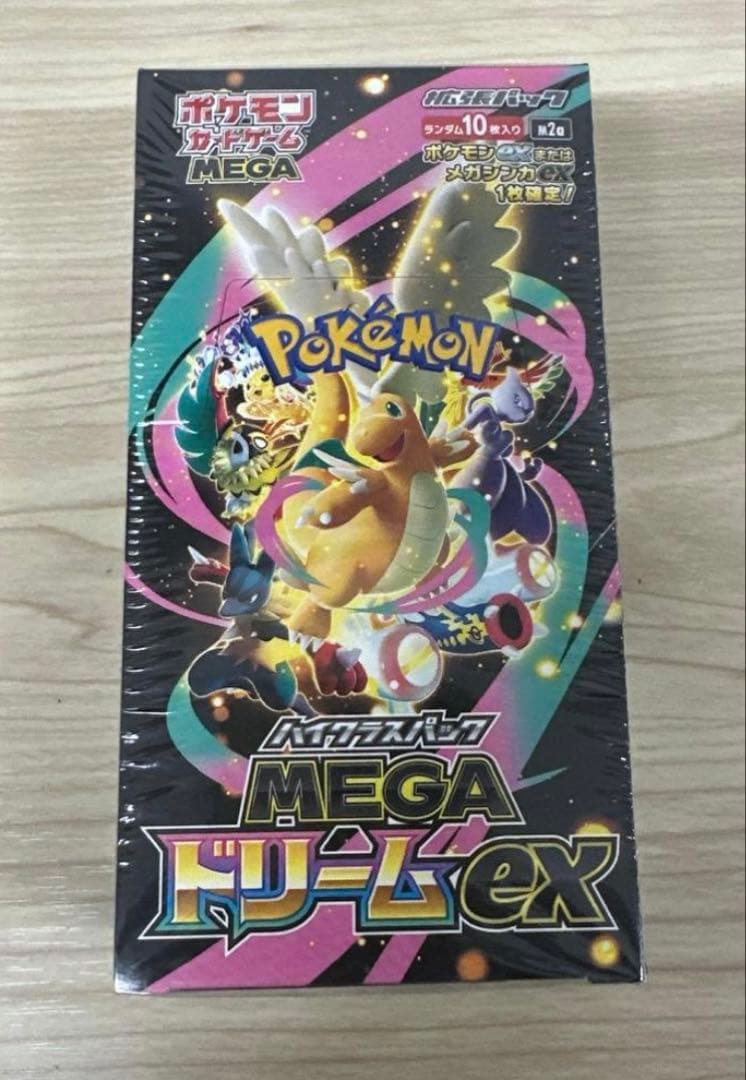 ポケモン
カードゲーム
MEGA
拡張パック
ランダム10枚入り M2a
ポケモンexまたは
メガシンカex
1枚確定!
POKéMON
ハイクラスパック
MEGA
ドリームex